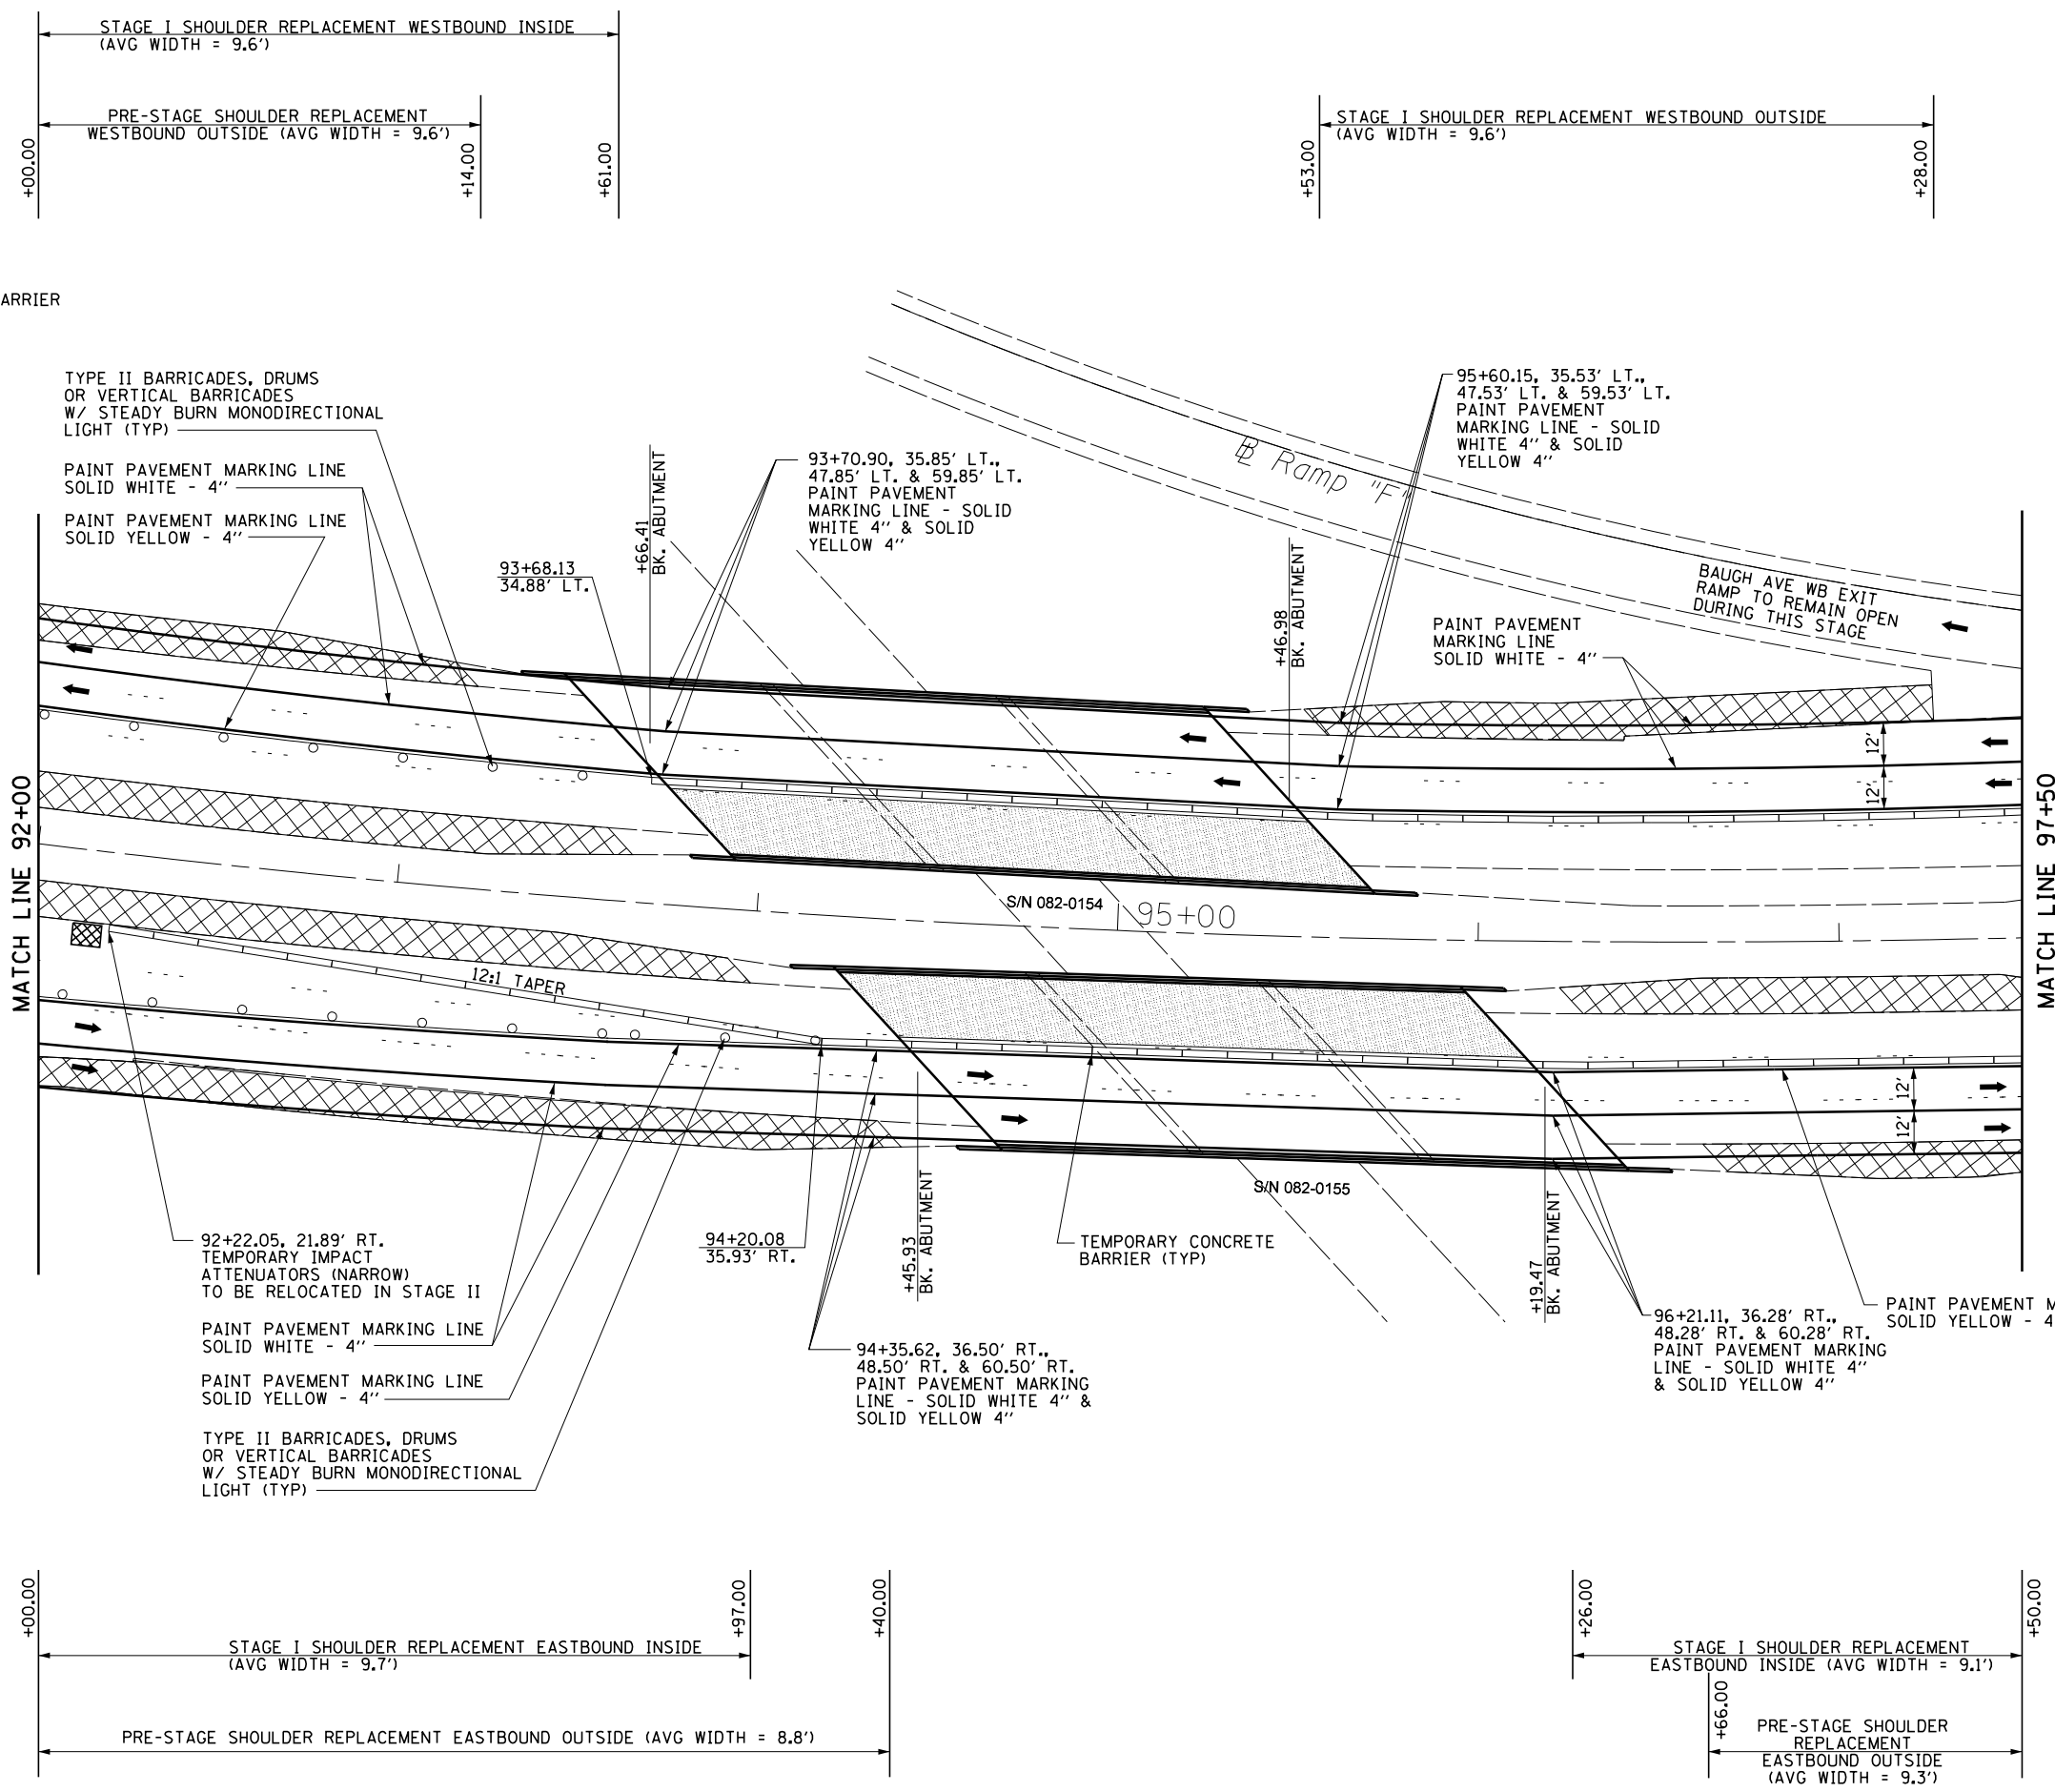 STAGE I SHOULDER REPLACEMENT WESTBOUND INSIDE
(AVG WIDTH = 9.6')
PRE-STAGE SHOULDER REPLACEMENT
WESTBOUND OUTSIDE (AVG WIDTH = 9.6')
+00.00
+14.00
+61.00
STAGE I SHOULDER REPLACEMENT WESTBOUND OUTSIDE
(AVG WIDTH = 9.6')
+53.00
+28.00
ARRIER
TYPE II BARRICADES, DRUMS
OR VERTICAL BARRICADES
W/ STEADY BURN MONODIRECTIONAL
LIGHT (TYP)
PAINT PAVEMENT MARKING LINE
SOLID WHITE - 4''
PAINT PAVEMENT MARKING LINE
SOLID YELLOW - 4''
93+68.13
34.88' LT.
+66.41
BK. ABUTMENT
93+70.90, 35.85' LT.,
47.85' LT. & 59.85' LT.
PAINT PAVEMENT
MARKING LINE - SOLID
WHITE 4'' & SOLID
YELLOW 4''
+46.98
BK. ABUTMENT
95+60.15, 35.53' LT.,
47.53' LT. & 59.53' LT.
PAINT PAVEMENT
MARKING LINE - SOLID
WHITE 4'' & SOLID
YELLOW 4''
BL Ramp "F"
BAUGH AVE WB EXIT
RAMP TO REMAIN OPEN
DURING THIS STAGE
PAINT PAVEMENT
MARKING LINE
SOLID WHITE - 4''
12'
12'
MATCH LINE 92+00
MATCH LINE 97+50
S/N 082-0154
95+00
12:1 TAPER
12'
12'
S/N 082-0155
92+22.05, 21.89' RT.
TEMPORARY IMPACT
ATTENUATORS (NARROW)
TO BE RELOCATED IN STAGE II
PAINT PAVEMENT MARKING LINE
SOLID WHITE - 4''
PAINT PAVEMENT MARKING LINE
SOLID YELLOW - 4''
TYPE II BARRICADES, DRUMS
OR VERTICAL BARRICADES
W/ STEADY BURN MONODIRECTIONAL
LIGHT (TYP)
94+20.08
35.93' RT.
+45.93
BK. ABUTMENT
94+35.62, 36.50' RT.,
48.50' RT. & 60.50' RT.
PAINT PAVEMENT MARKING
LINE - SOLID WHITE 4'' &
SOLID YELLOW 4''
TEMPORARY CONCRETE
BARRIER (TYP)
+19.47
BK. ABUTMENT
96+21.11, 36.28' RT.,
48.28' RT. & 60.28' RT.
PAINT PAVEMENT MARKING
LINE - SOLID WHITE 4''
& SOLID YELLOW 4''
PAINT PAVEMENT M
SOLID YELLOW - 4
+00.00
+97.00
+40.00
STAGE I SHOULDER REPLACEMENT EASTBOUND INSIDE
(AVG WIDTH = 9.7')
PRE-STAGE SHOULDER REPLACEMENT EASTBOUND OUTSIDE (AVG WIDTH = 8.8')
+26.00
+50.00
STAGE I SHOULDER REPLACEMENT
EASTBOUND INSIDE (AVG WIDTH = 9.1')
+66.00
PRE-STAGE SHOULDER
REPLACEMENT
EASTBOUND OUTSIDE
(AVG WIDTH = 9.3')